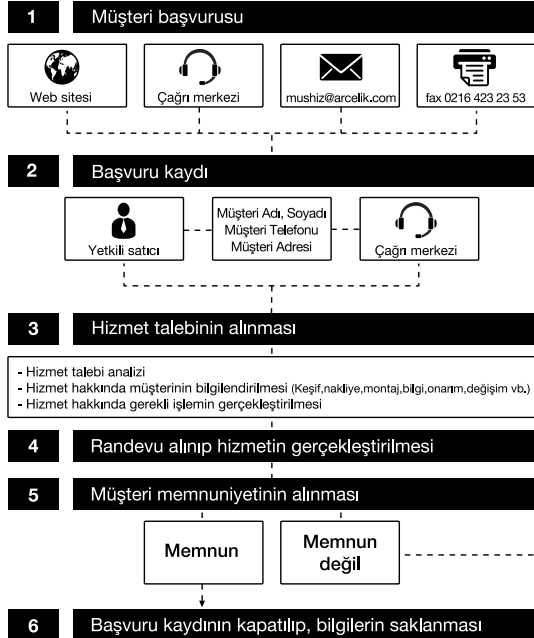 1 Müşteri başvurusu
Web sitesi
Çağrı merkezi
mushiz@arcelik.com
fax 0216 423 23 53
2 Başvuru kaydı
Yetkili satıcı
Müşteri Adı, Soyadı
Müşteri Telefonu
Müşteri Adresi
Çağrı merkezi
3 Hizmet talebinin alınması
- Hizmet talebi analizi
- Hizmet hakkında müşterinin bilgilendirilmesi (Keşif,nakliye,montaj,bilgi,onarım,değişim vb.)
- Hizmet hakkında gerekli işlemin gerçekleştirilmesi
4 Randevu alınıp hizmetin gerçekleştirilmesi
5 Müşteri memnuniyetinin alınması
Memnun
Memnun
değil
6 Başvuru kaydının kapatılıp, bilgilerin saklanması